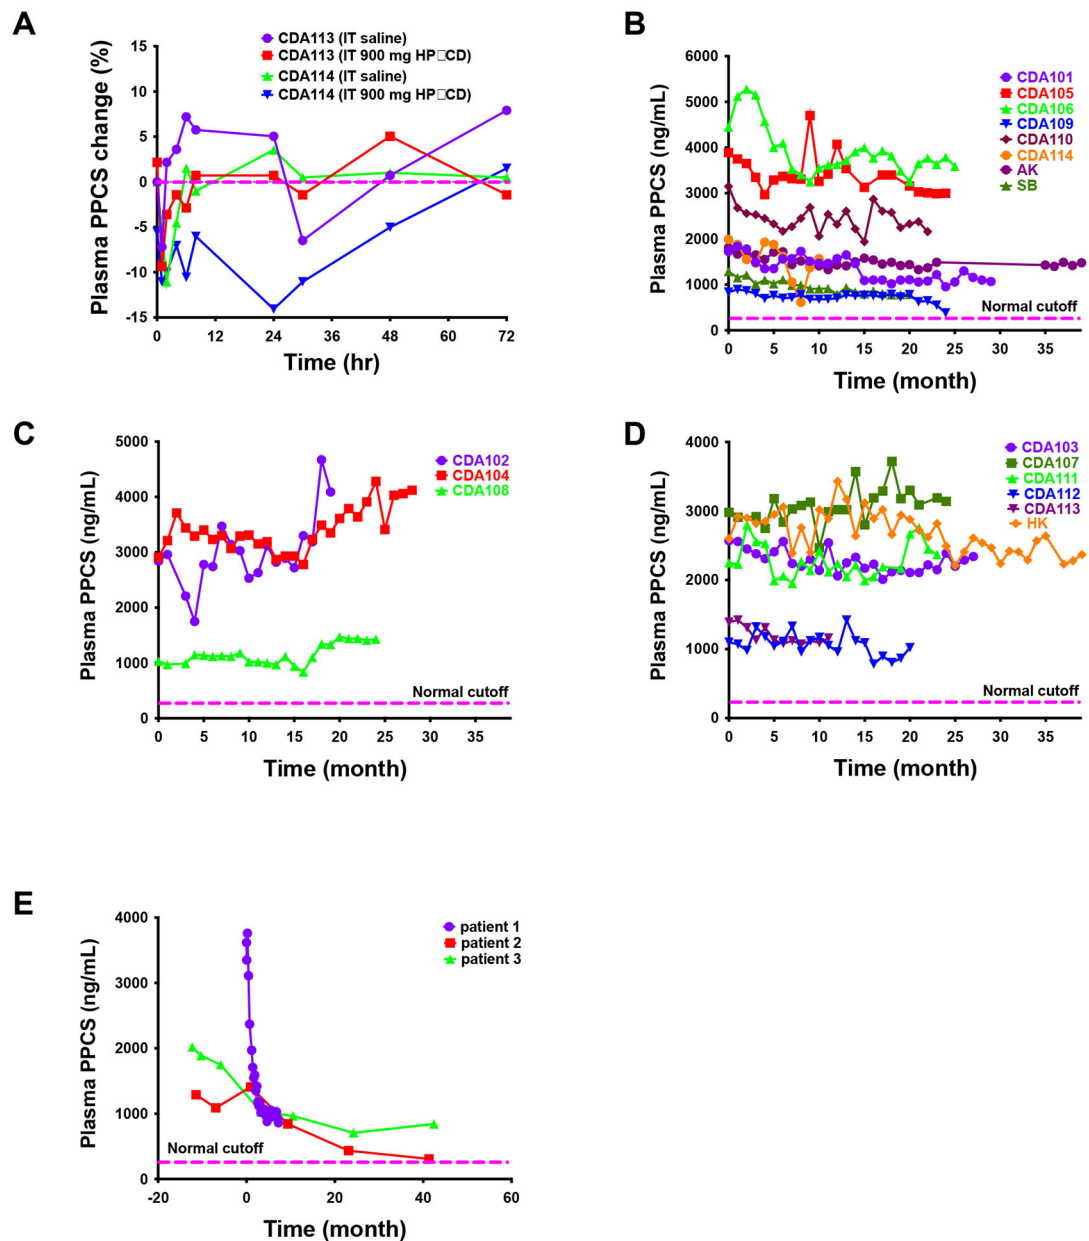 A
CDA113 (IT saline)
CDA113 (IT 900 mg HP□CD)
CDA114 (IT saline)
CDA114 (IT 900 mg HP□CD)
Plasma PPCS change (%)
15
10
5
0
-5
-10
-15
0 12 24 36 48 60 72
Time (hr)
B
CDA101
CDA105
CDA106
CDA109
CDA110
CDA114
AK
SB
Plasma PPCS (ng/mL)
6000
5000
4000
3000
2000
1000
0
Normal cutoff
0 5 10 15 20 25 30 35
Time (month)
C
CDA102
CDA104
CDA108
Plasma PPCS (ng/mL)
5000
4000
3000
2000
1000
0
Normal cutoff
0 5 10 15 20 25 30 35
Time (month)
D
CDA103
CDA107
CDA111
CDA112
CDA113
HK
Plasma PPCS (ng/mL)
4000
3000
2000
1000
0
Normal cutoff
0 5 10 15 20 25 30 35
Time (month)
E
patient 1
patient 2
patient 3
Plasma PPCS (ng/mL)
4000
3000
2000
1000
0
Normal cutoff
-20 0 20 40 60
Time (month)